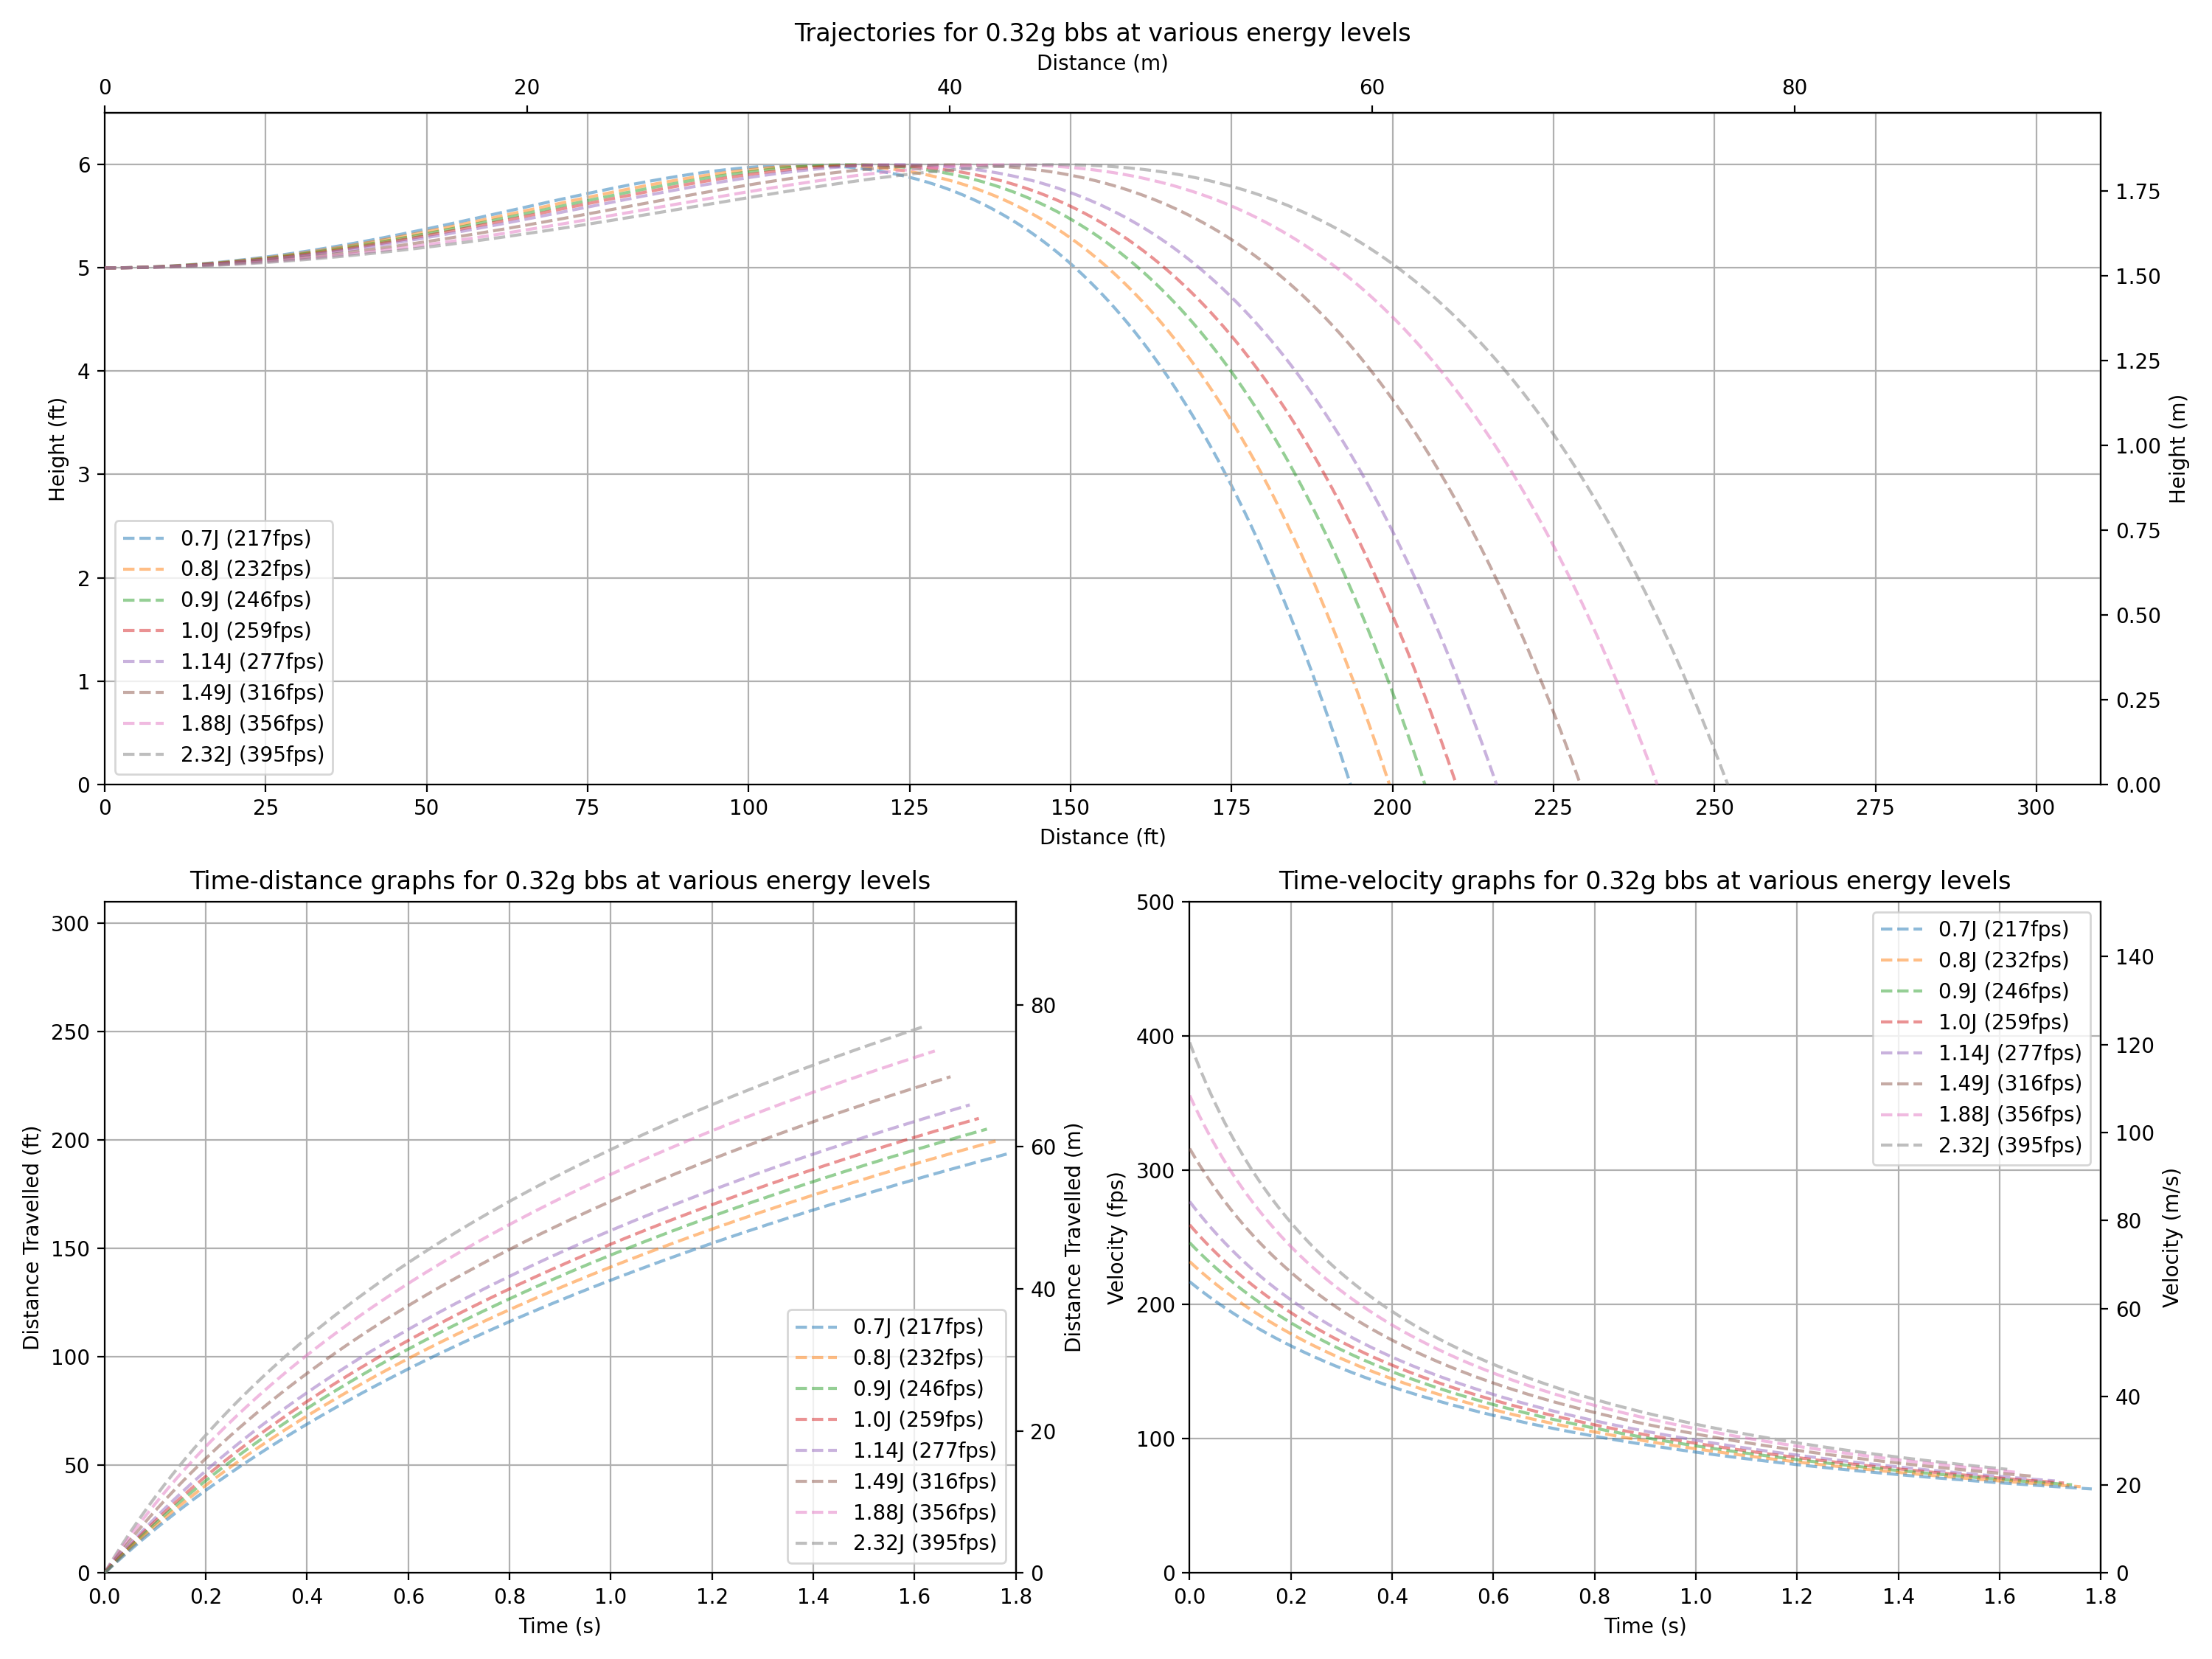 Trajectories for 0.32g bbs at various energy levels
Distance (m)
0 20 40 60 80
Height (ft)
6
5
4
3
2
1
0
1.75
1.50
1.25
1.00
0.75
0.50
0.25
0.00
Height (m)
0.7J (217fps)
0.8J (232fps)
0.9J (246fps)
1.0J (259fps)
1.14J (277fps)
1.49J (316fps)
1.88J (356fps)
2.32J (395fps)
0 25 50 75 100 125 150 175 200 225 250 275 300
Distance (ft)
Time-distance graphs for 0.32g bbs at various energy levels
Distance Travelled (ft)
300
250
200
150
100
50
0
80
60
40
20
0
Distance Travelled (m)
0.7J (217fps)
0.8J (232fps)
0.9J (246fps)
1.0J (259fps)
1.14J (277fps)
1.49J (316fps)
1.88J (356fps)
2.32J (395fps)
0.0 0.2 0.4 0.6 0.8 1.0 1.2 1.4 1.6 1.8
Time (s)
Time-velocity graphs for 0.32g bbs at various energy levels
Velocity (fps)
500
400
300
200
100
0
140
120
100
80
60
40
20
0
Velocity (m/s)
0.7J (217fps)
0.8J (232fps)
0.9J (246fps)
1.0J (259fps)
1.14J (277fps)
1.49J (316fps)
1.88J (356fps)
2.32J (395fps)
0.0 0.2 0.4 0.6 0.8 1.0 1.2 1.4 1.6 1.8
Time (s)